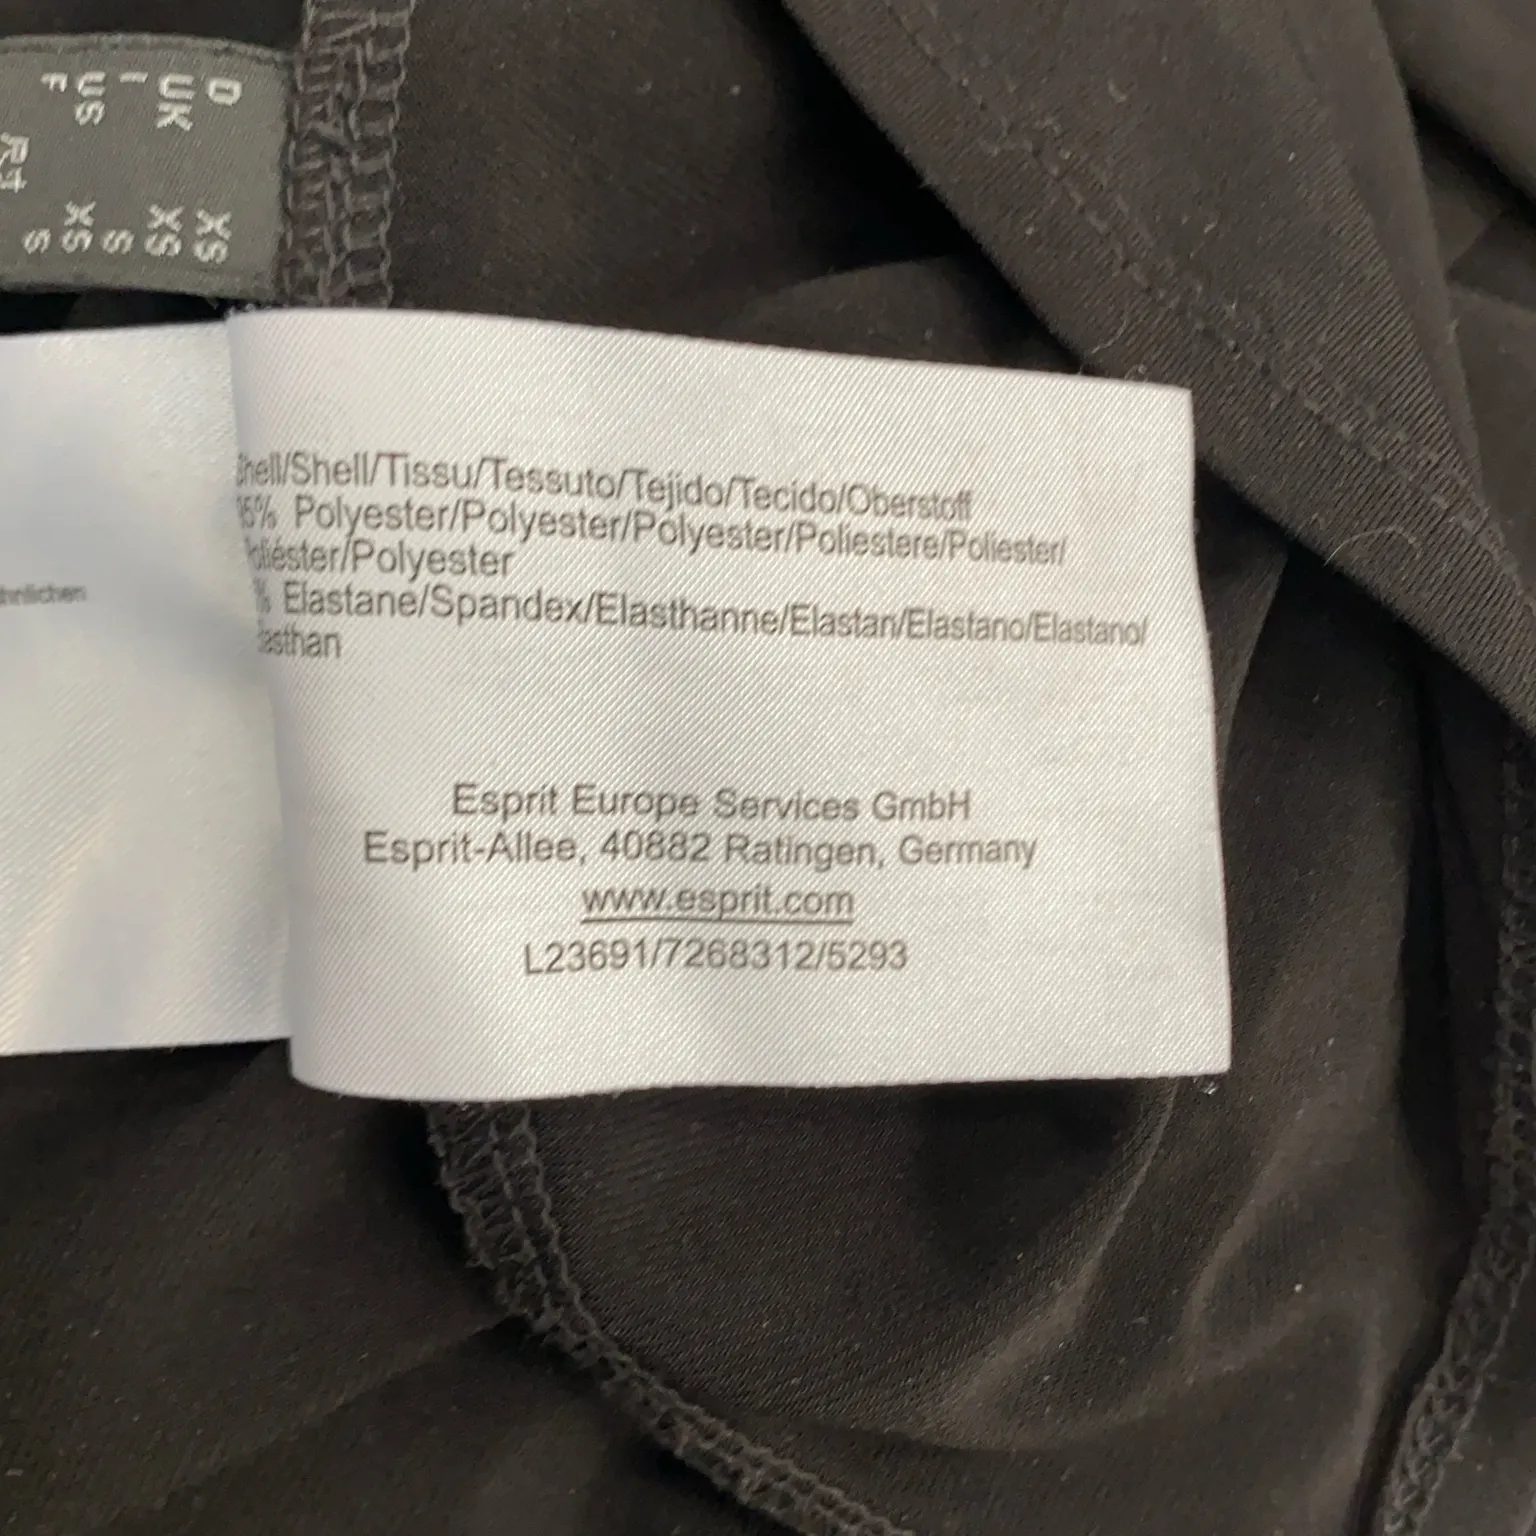 D XS
UK XS
I S
US XS
F S
Shell/Shell/Tissu/Tessuto/Tejido/Tecido/Oberstoff
95% Polyester/Polyester/Polyester/Poliestere/Poliester/
Poliéster/Polyester
% Elastane/Spandex/Elasthanne/Elastan/Elastano/Elastano/
Elasthan
Esprit Europe Services GmbH
Esprit-Allee, 40882 Ratingen, Germany
www.esprit.com
L23691/7268312/5293